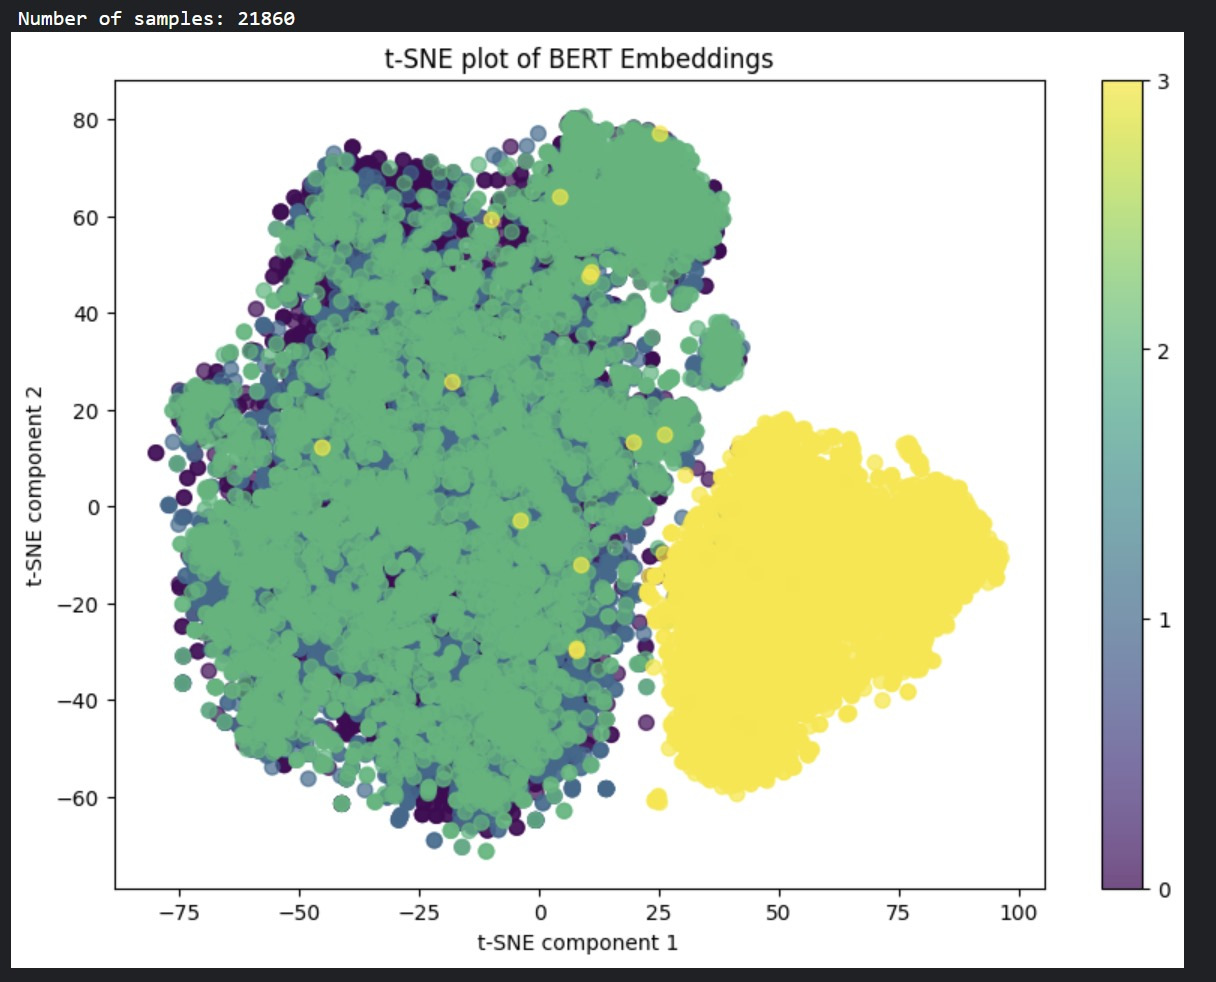 Number of samples: 21860
t-SNE plot of BERT Embeddings
80
60
40
20
0
−20
−40
−60
t-SNE component 2
−75 −50 −25 0 25 50 75 100
t-SNE component 1
3
2
1
0